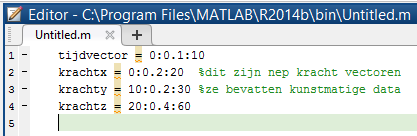 Editor - C:\Program Files\MATLAB\R2014b\bin\Untitled.m
Untitled.m × +
1 - tijdvector = 0:0.1:10
2 - krachtx = 0:0.2:20 %dit zijn nep kracht vectoren
3 - krachty = 10:0.2:30 %ze bevatten kunstmatige data
4 - krachtz = 20:0.4:60
5